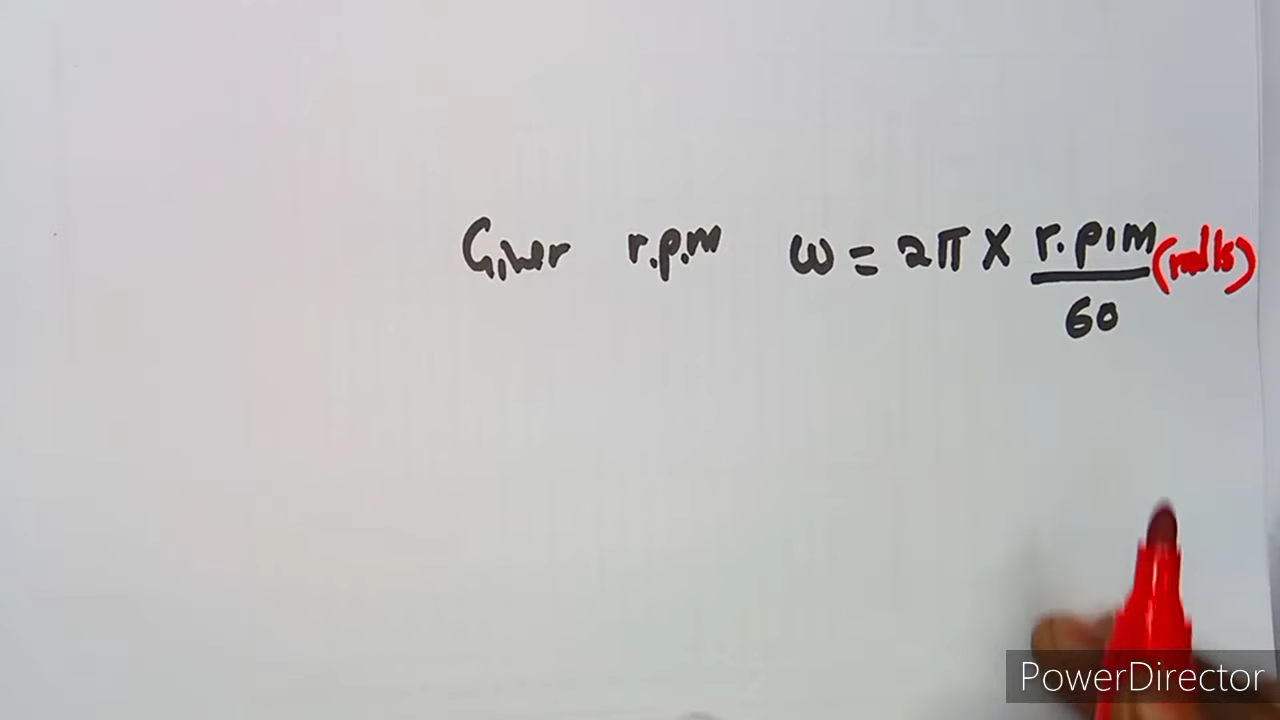 Given r.p.m ω = 2π × r.p.m (rad/s)
60
PowerDirector